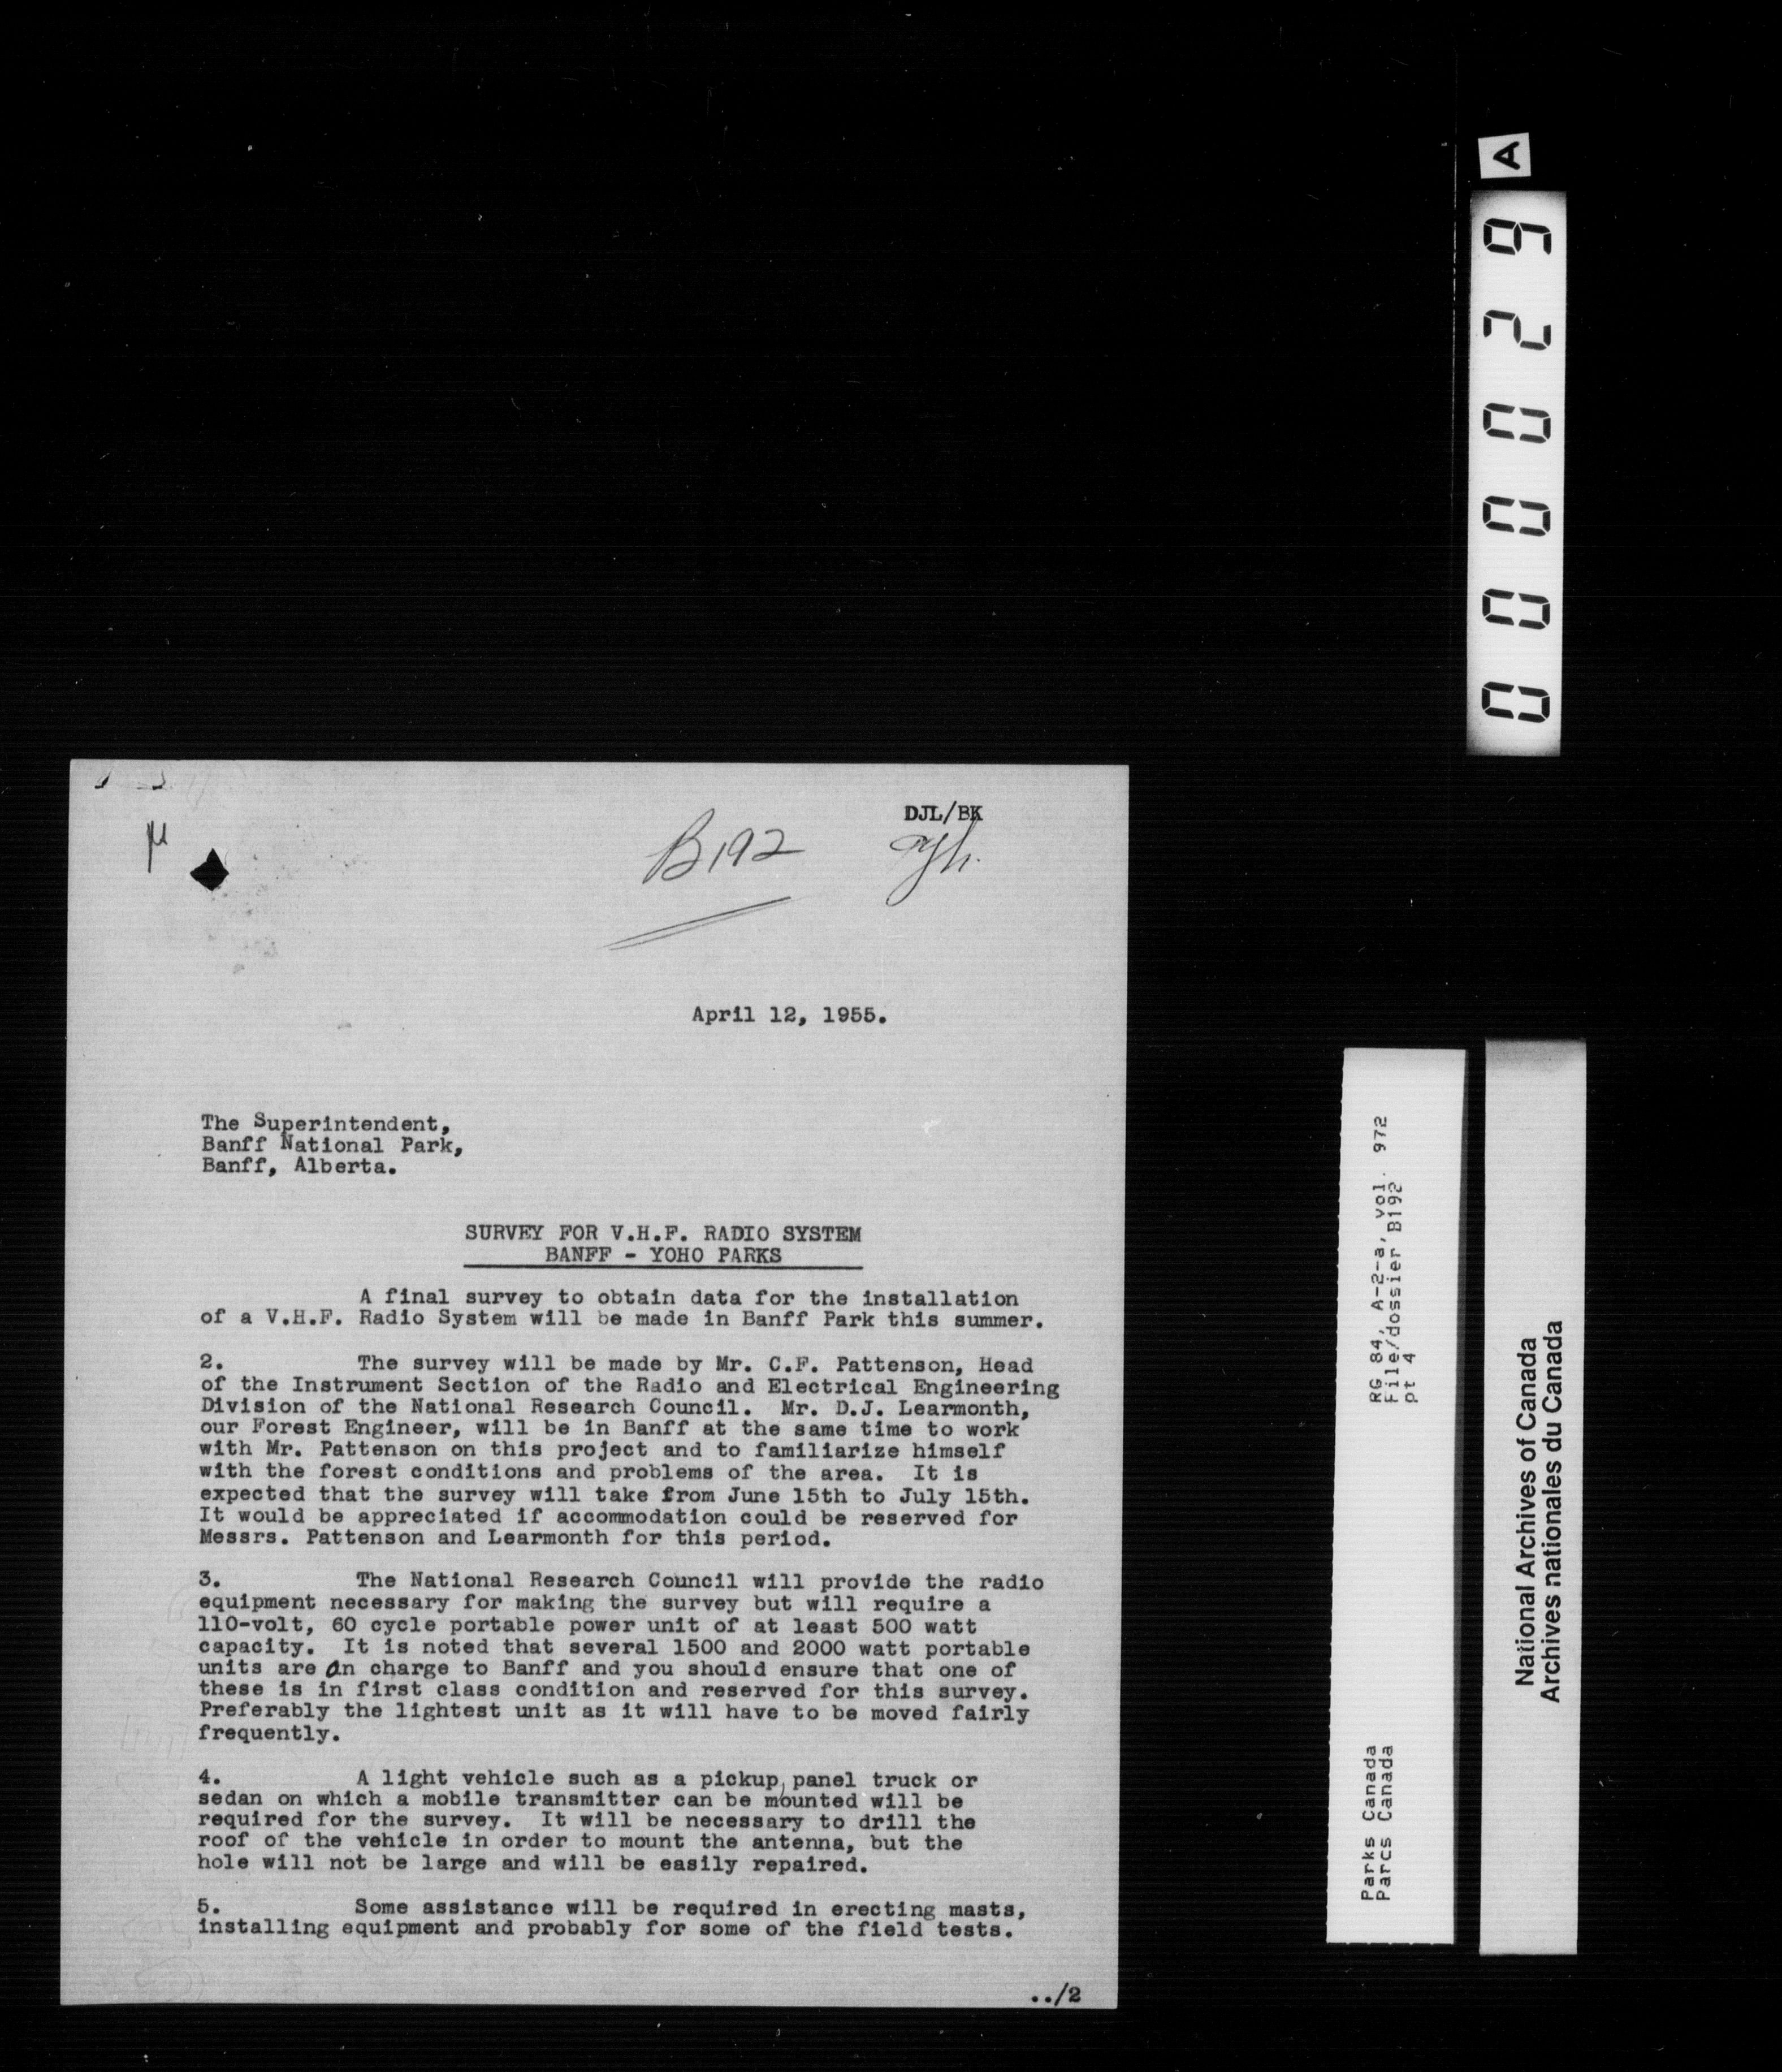 DJL/BK
B192
April 12, 1955.
The Superintendent,
Banff National Park,
Banff, Alberta.
SURVEY FOR V.H.F. RADIO SYSTEM
BANFF - YOHO PARKS
A final survey to obtain data for the installation
of a V.H.F. Radio System will be made in Banff Park this summer.
2. The survey will be made by Mr. C.F. Pattenson, Head
of the Instrument Section of the Radio and Electrical Engineering
Division of the National Research Council. Mr. D.J. Learmonth,
our Forest Engineer, will be in Banff at the same time to work
with Mr. Pattenson on this project and to familiarize himself
with the forest conditions and problems of the area. It is
expected that the survey will take from June 15th to July 15th.
It would be appreciated if accommodation could be reserved for
Messrs. Pattenson and Learmonth for this period.
3. The National Research Council will provide the radio
equipment necessary for making the survey but will require a
110-volt, 60 cycle portable power unit of at least 500 watt
capacity. It is noted that several 1500 and 2000 watt portable
units are on charge to Banff and you should ensure that one of
these is in first class condition and reserved for this survey.
Preferably the lightest unit as it will have to be moved fairly
frequently.
4. A light vehicle such as a pickup, panel truck or
sedan on which a mobile transmitter can be mounted will be
required for the survey. It will be necessary to drill the
roof of the vehicle in order to mount the antenna, but the
hole will not be large and will be easily repaired.
5. Some assistance will be required in erecting masts,
installing equipment and probably for some of the field tests.
../2
000029
A
Parks Canada RG 84, A-2-a, vol. 972
Parcs Canada File/dossier B192
pt 4
National Archives of Canada
Archives nationales du Canada